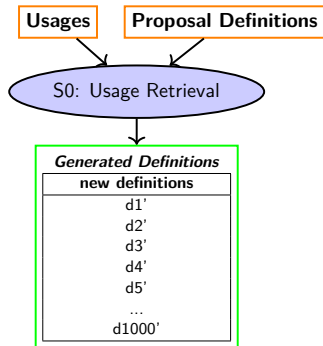 Usages
Proposal Definitions
S0: Usage Retrieval
Generated Definitions
new definitions
d1'
d2'
d3'
d4'
d5'
...
d1000'